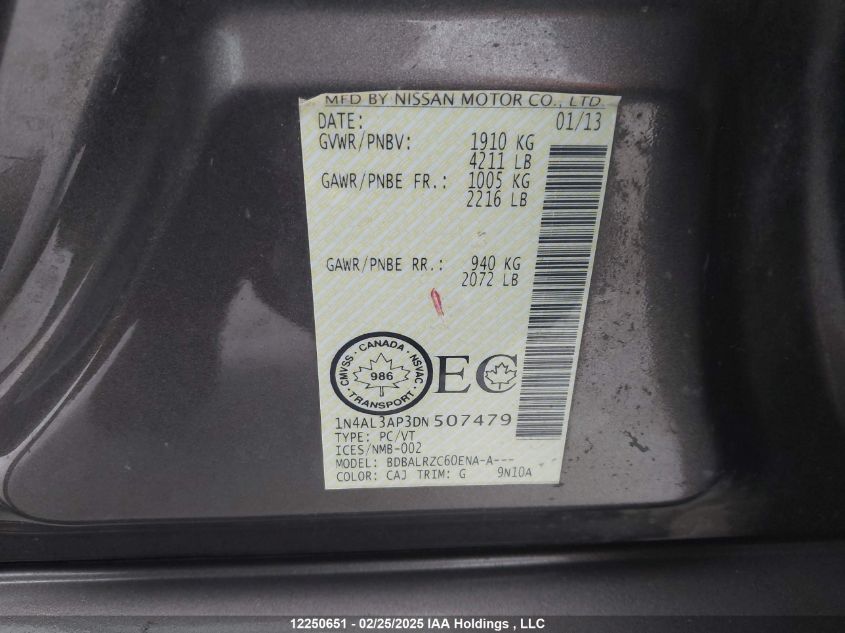 MFD BY NISSAN MOTOR CO., LTD.
DATE: 01/13
GVWR/PNBV: 1910 KG
4211 LB
GAWR/PNBE FR.: 1005 KG
2216 LB
GAWR/PNBE RR.: 940 KG
2072 LB
CANADA
CMVSS NSVAC
986
TRANSPORT
EC
1N4AL3AP3DN507479
TYPE: PC/VT
ICES/NMB-002
MODEL: BDBALRZC60ENA-A---
COLOR: CAJ TRIM: G 9N10A
12250651 - 02/25/2025 IAA Holdings , LLC